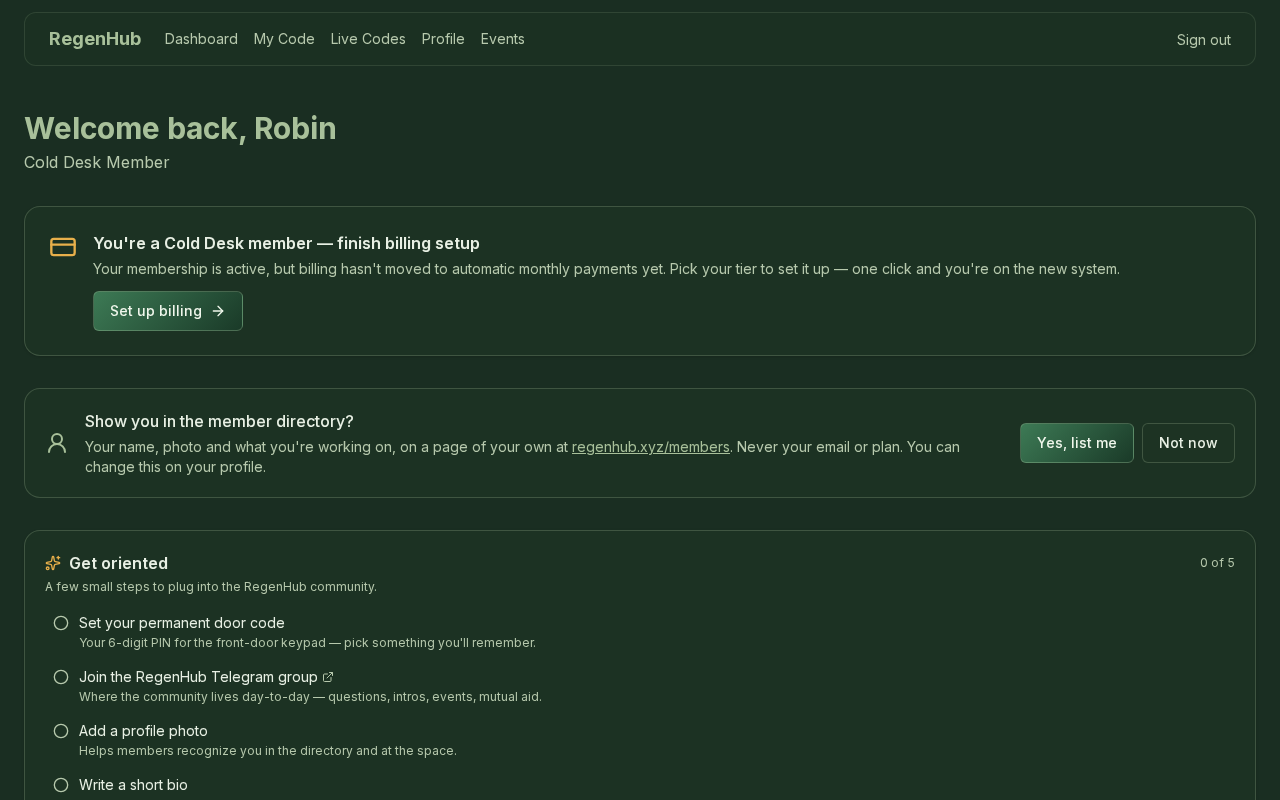 RegenHub
Dashboard
My Code
Live Codes
Profile
Events
Sign out
Welcome back, Robin
Cold Desk Member
You're a Cold Desk member — finish billing setup
Your membership is active, but billing hasn't moved to automatic monthly payments yet. Pick your tier to set it up — one click and you're on the new system.
Set up billing →
Show you in the member directory?
Your name, photo and what you're working on, on a page of your own at regenhub.xyz/members. Never your email or plan. You can
change this on your profile.
Yes, list me
Not now
Get oriented
0 of 5
A few small steps to plug into the RegenHub community.
Set your permanent door code
Your 6-digit PIN for the front-door keypad — pick something you'll remember.
Join the RegenHub Telegram group
Where the community lives day-to-day — questions, intros, events, mutual aid.
Add a profile photo
Helps members recognize you in the directory and at the space.
Write a short bio